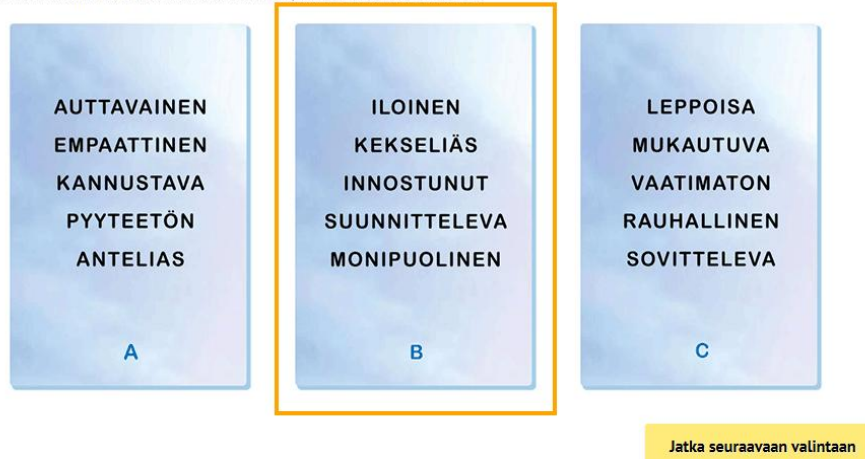 AUTTAVAINEN
EMPAATTINEN
KANNUSTAVA
PYYTEETÖN
ANTELIAS
A
ILOINEN
KEKSELIÄS
INNOSTUNUT
SUUNNITTELEVA
MONIPUOLINEN
B
LEPPOISA
MUKAUTUVA
VAATIMATON
RAUHALLINEN
SOVITTELEVA
C
Jatka seuraavaan valintaan